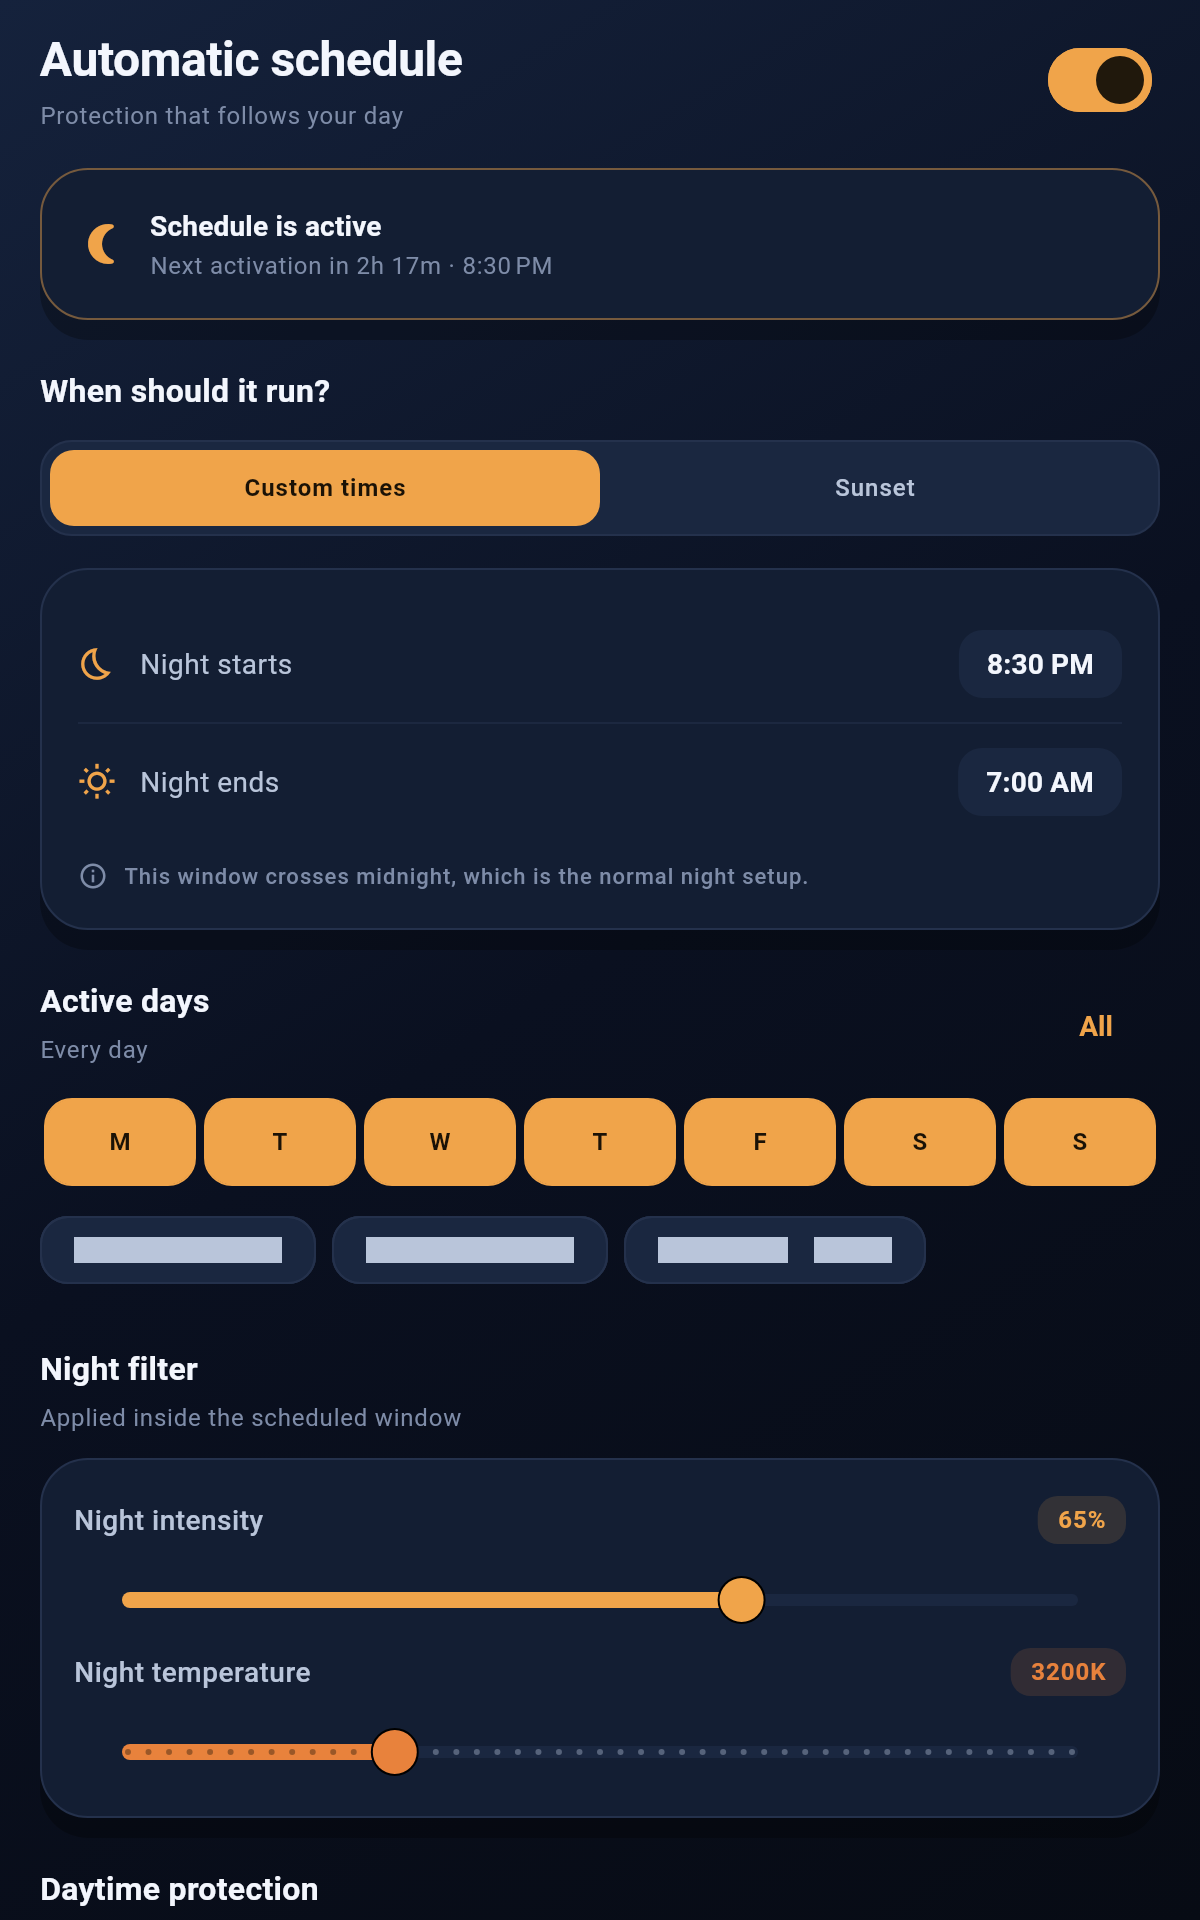 Automatic schedule
Protection that follows your day
Schedule is active
Next activation in 2h 17m · 8:30 PM
When should it run?
Custom times
Sunset
Night starts
8:30 PM
Night ends
7:00 AM
This window crosses midnight, which is the normal night setup.
Active days
Every day
All
M T W T F S S
Night filter
Applied inside the scheduled window
Night intensity
65%
Night temperature
3200K
Daytime protection